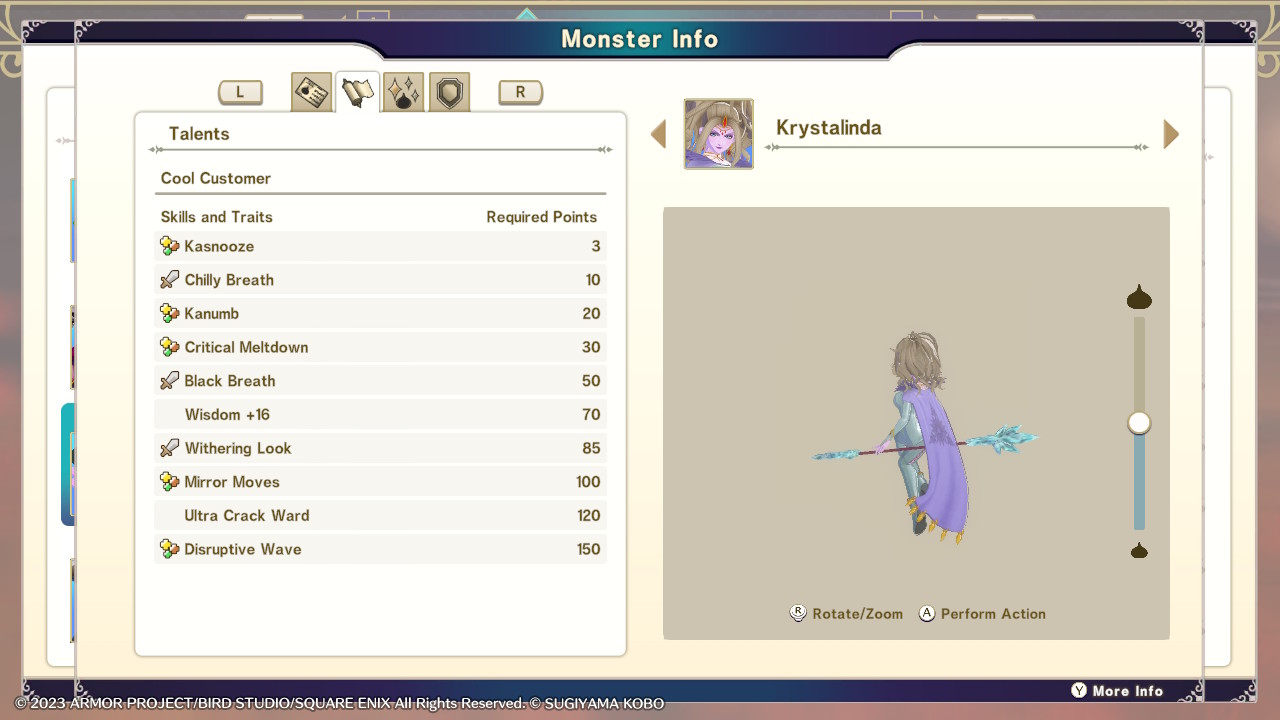 Monster Info
L
R
Talents
Cool Customer
Skills and Traits Required Points
Kasnooze 3
Chilly Breath 10
Kanumb 20
Critical Meltdown 30
Black Breath 50
Wisdom +16 70
Withering Look 85
Mirror Moves 100
Ultra Crack Ward 120
Disruptive Wave 150
Krystalinda
R Rotate/Zoom A Perform Action
Y More Info
© 2023 ARMOR PROJECT/BIRD STUDIO/SQUARE ENIX All Rights Reserved. © SUGIYAMA KOBO